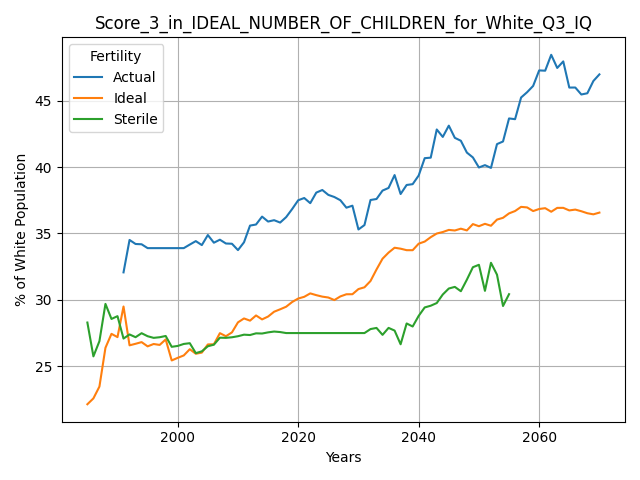 Score_3_in_IDEAL_NUMBER_OF_CHILDREN_for_White_Q3_IQ
Fertility
Actual
Ideal
Sterile
% of White Population
45
40
35
30
25
2000
2020
2040
2060
Years